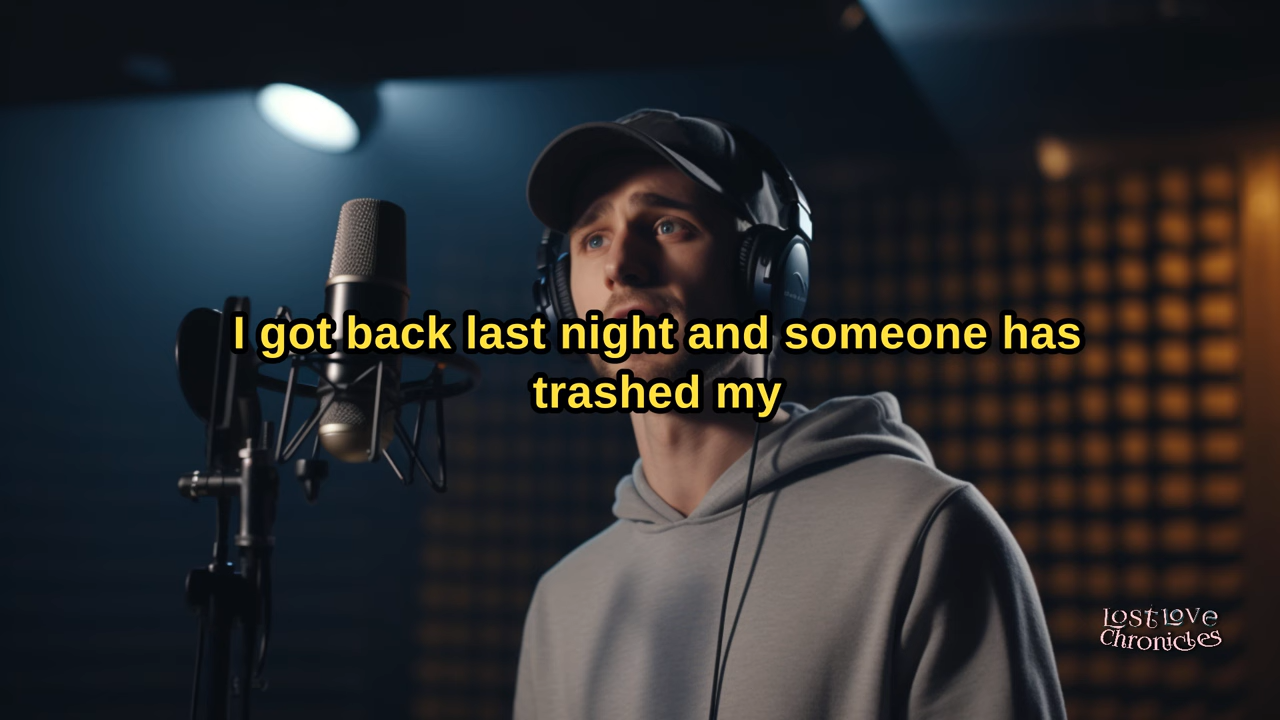 I got back last night and someone has
trashed my
Lost Love
Chronicles